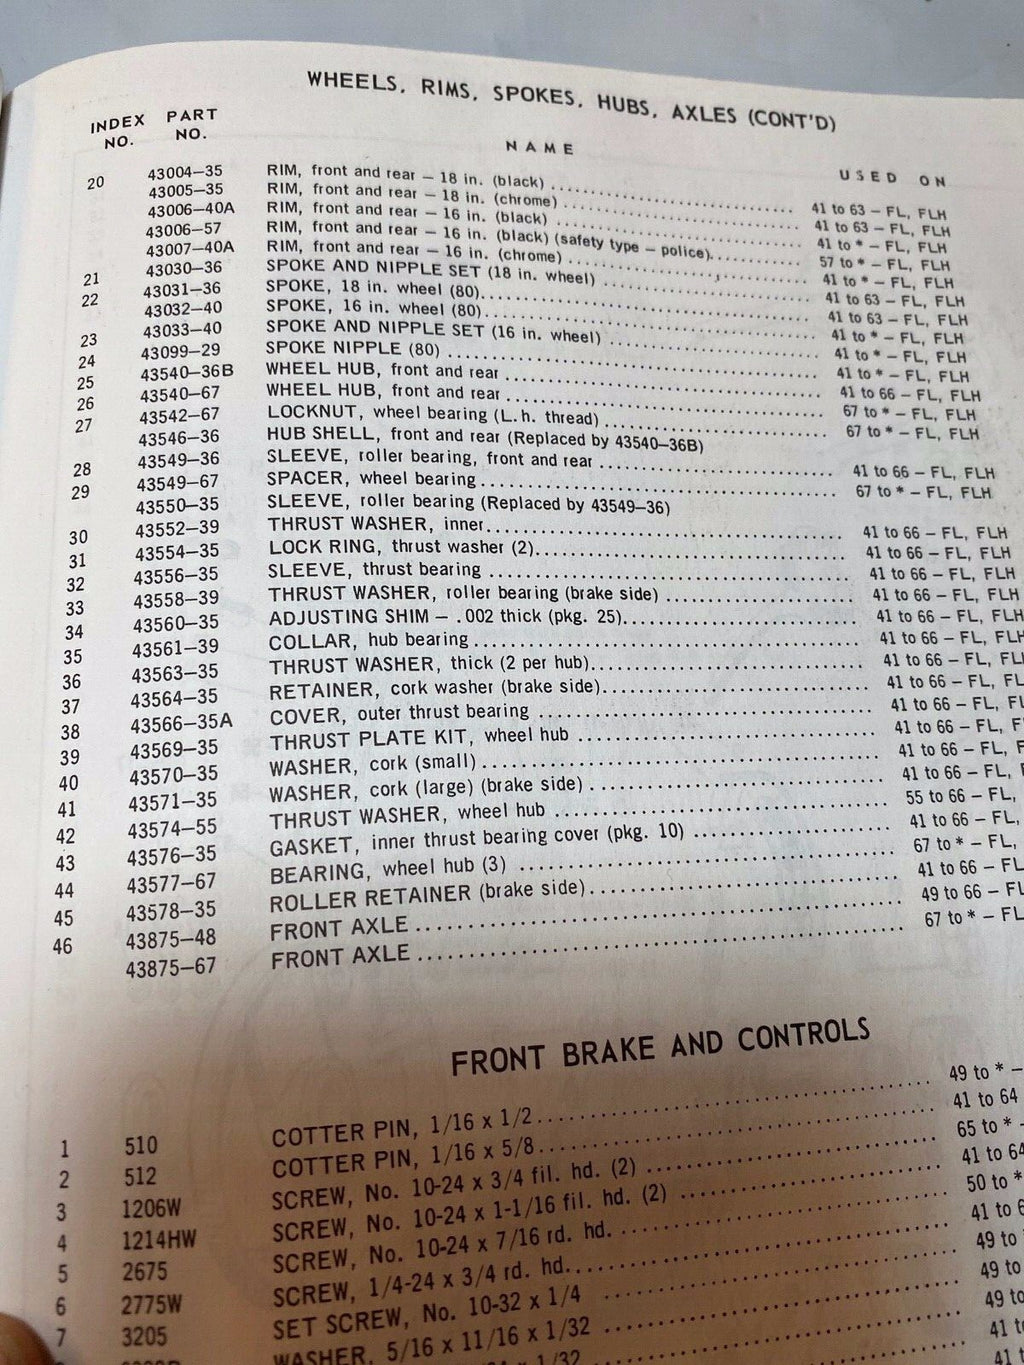 WHEELS, RIMS, SPOKES, HUBS, AXLES (CONT'D)
INDEX NO. PART NO. NAME USED ON
20 43004–35 RIM, front and rear – 18 in. (black) .......... 41 to 63 – FL, FLH
43005–35 RIM, front and rear – 18 in. (chrome) .......... 41 to 63 – FL, FLH
43006–40A RIM, front and rear – 16 in. (black) .......... 41 to * – FL, FLH
43006–57 RIM, front and rear – 16 in. (black) (safety type – police).......... 57 to * – FL, FLH
43007–40A RIM, front and rear – 16 in. (chrome) .......... 41 to * – FL, FLH
21 43030–36 SPOKE AND NIPPLE SET (18 in. wheel) .......... 41 to 63 – FL, FLH
22 43031–36 SPOKE, 18 in. wheel (80).......... 41 to 63 – FL, FLH
43032–40 SPOKE, 16 in. wheel (80).......... 41 to * – FL, FLH
23 43033–40 SPOKE AND NIPPLE SET (16 in. wheel) .......... 41 to * – FL, FLH
24 43099–29 SPOKE NIPPLE (80) .......... 41 to * – FL, FLH
25 43540–36B WHEEL HUB, front and rear .......... 41 to 66 – FL, FLH
26 43540–67 WHEEL HUB, front and rear .......... 67 to * – FL, FLH
27 43542–67 LOCKNUT, wheel bearing (L.h. thread) .......... 67 to * – FL, FLH
43546–36 HUB SHELL, front and rear (Replaced by 43540–36B)
28 43549–36 SLEEVE, roller bearing, front and rear .......... 41 to 66 – FL, FLH
29 43549–67 SPACER, wheel bearing .......... 67 to * – FL, FLH
43550–35 SLEEVE, roller bearing (Replaced by 43549–36)
30 43552–39 THRUST WASHER, inner.......... 41 to 66 – FL, FLH
31 43554–35 LOCK RING, thrust washer (2).......... 41 to 66 – FL, FLH
32 43556–35 SLEEVE, thrust bearing .......... 41 to 66 – FL, FLH
33 43558–39 THRUST WASHER, roller bearing (brake side) .......... 41 to 66 – FL, FLH
34 43560–35 ADJUSTING SHIM – .002 thick (pkg. 25).......... 41 to 66 – FL, FLH
35 43561–39 COLLAR, hub bearing .......... 41 to 66 – FL, FLH
36 43563–35 THRUST WASHER, thick (2 per hub).......... 41 to 66 – FL, FL
37 43564–35 RETAINER, cork washer (brake side).......... 41 to 66 – FL, FL
38 43566–35A COVER, outer thrust bearing .......... 41 to 66 – FL, F
39 43569–35 THRUST PLATE KIT, wheel hub .......... 41 to 66 – FL, F
40 43570–35 WASHER, cork (small) .......... 41 to 66 – FL, F
41 43571–35 WASHER, cork (large) (brake side) .......... 41 to 66 – FL,
42 43574–55 THRUST WASHER, wheel hub .......... 55 to 66 – FL,
43 43576–35 GASKET, inner thrust bearing cover (pkg. 10) .......... 41 to 66 – FL,
44 43577–67 BEARING, wheel hub (3) .......... 67 to * – FL,
45 43578–35 ROLLER RETAINER (brake side).......... 41 to 66 – FL
46 43875–48 FRONT AXLE .......... 49 to 66 – FL
43875–67 FRONT AXLE .......... 67 to * – FL
FRONT BRAKE AND CONTROLS
1 510 COTTER PIN, 1/16 x 1/2.......... 49 to * –
2 512 COTTER PIN, 1/16 x 5/8.......... 41 to 64
3 1206W SCREW, No. 10-24 x 3/4 fil. hd. (2) .......... 65 to * -
4 1214HW SCREW, No. 10-24 x 1-1/16 fil. hd. (2) .......... 41 to 64
5 2675 SCREW, No. 10-24 x 7/16 rd. hd. .......... 50 to *
6 2775W SCREW, 1/4-24 x 3/4 rd. hd. .......... 41 to 6
7 3205 SET SCREW, No. 10-32 x 1/4 .......... 49 to
WASHER, 5/16 x 11/16 x 1/32 .......... 49 to
1/32 .......... 49 to
41 to
41